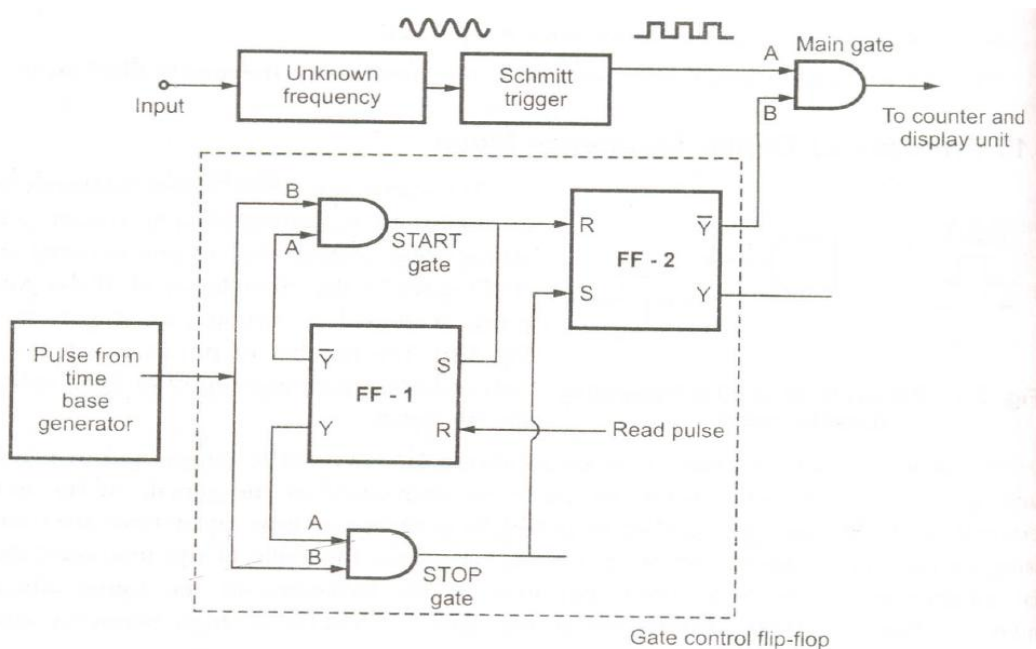 Main gate
A
Unknown
frequency
Schmitt
trigger
Input
B
To counter and
display unit
B
A
START
gate
R
Y̅
FF - 2
S
Y
Pulse from
time
base
generator
Y̅
S
FF - 1
Y
R
Read pulse
A
B
STOP
gate
Gate control flip-flop